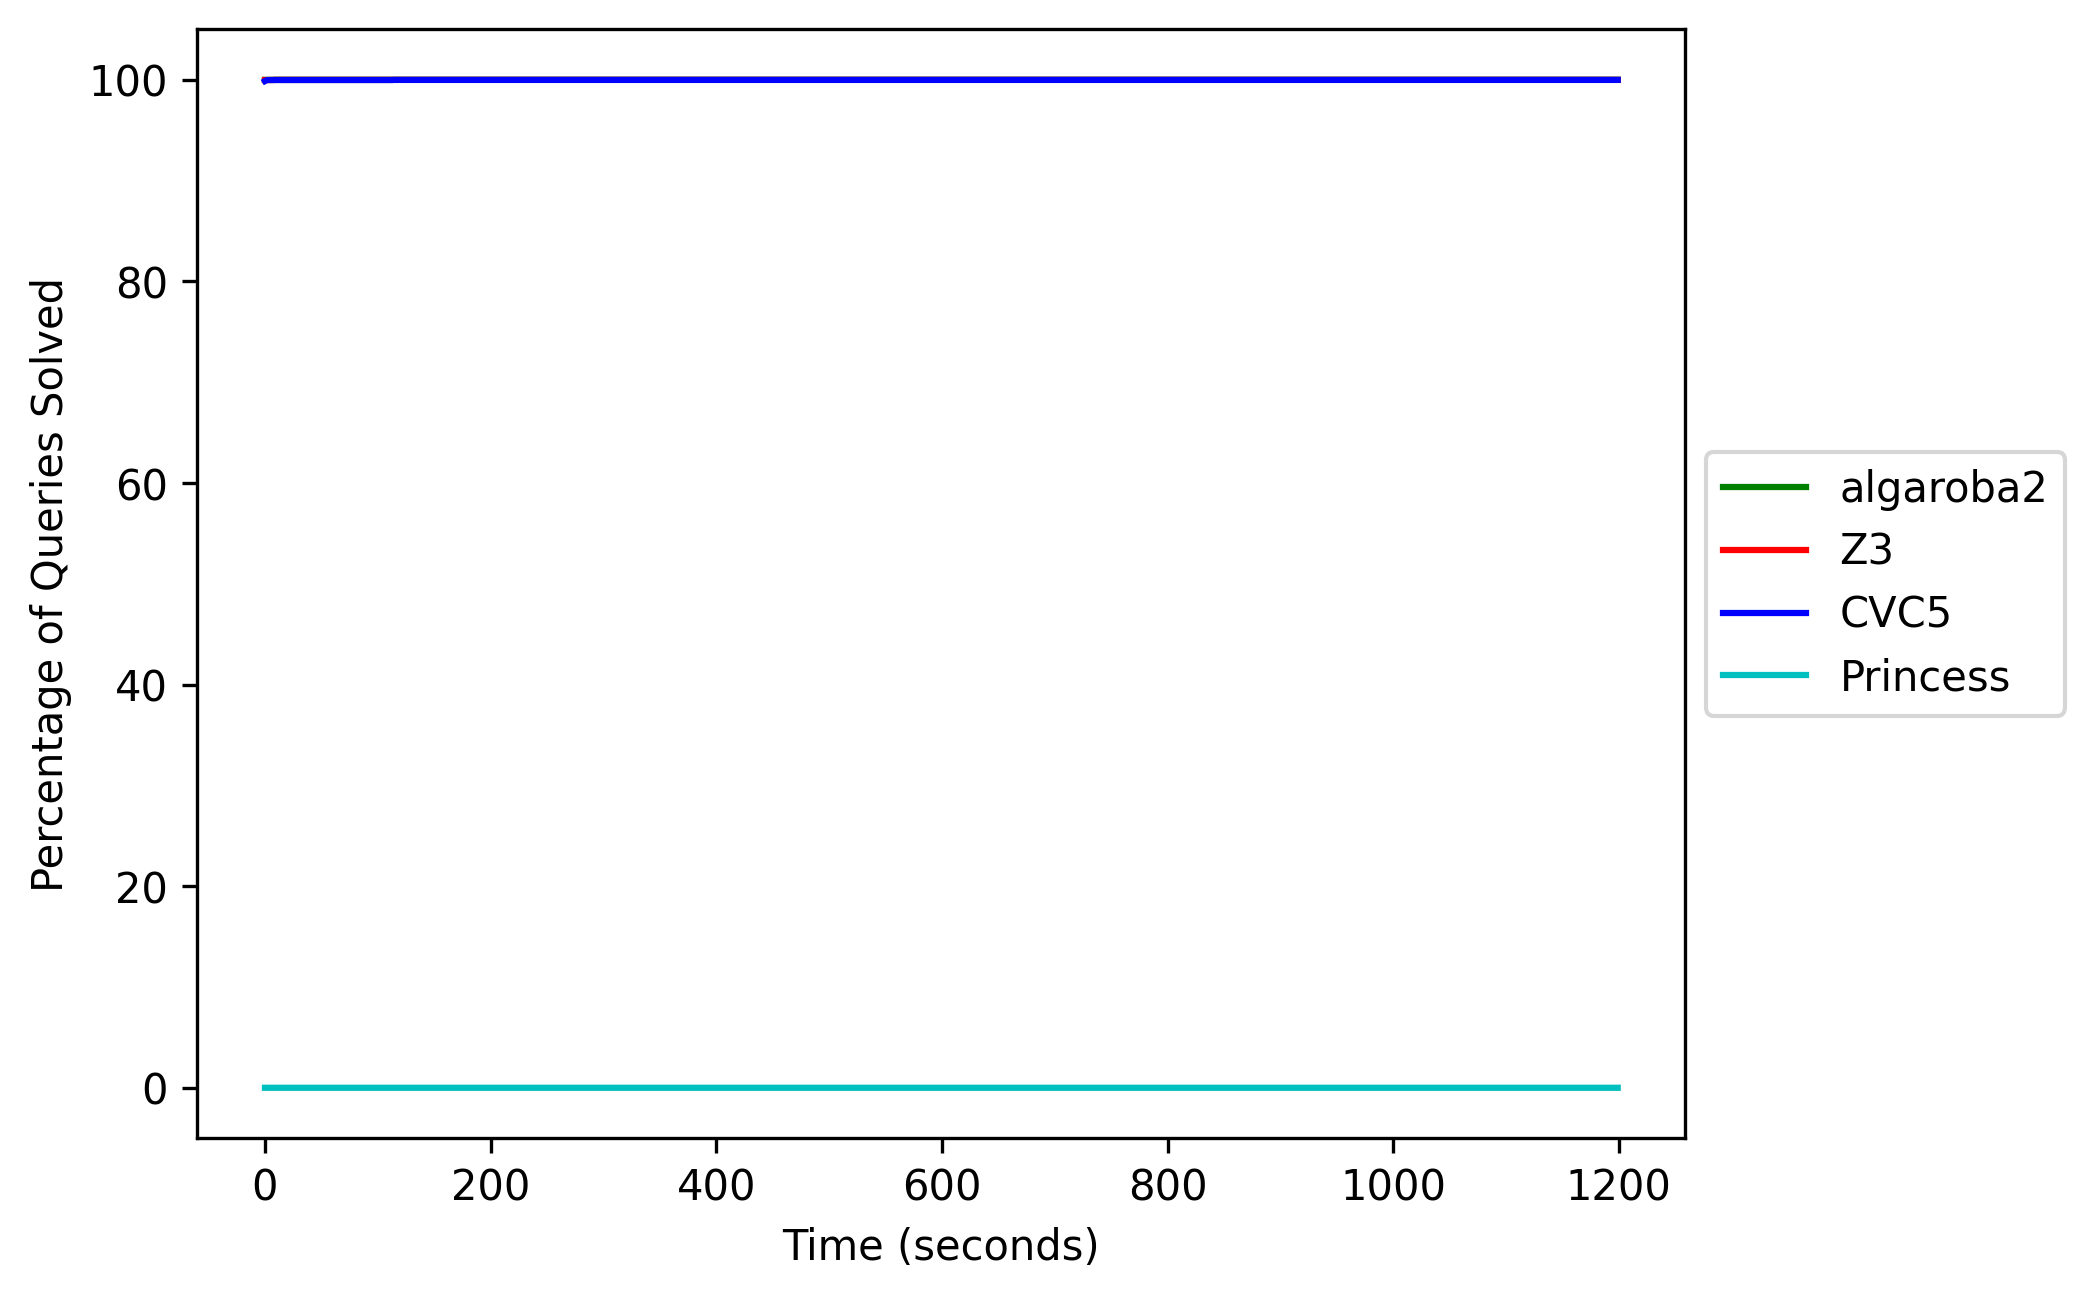 100
80
60
40
20
0
Percentage of Queries Solved
0 200 400 600 800 1000 1200
Time (seconds)
algaroba2
Z3
CVC5
Princess